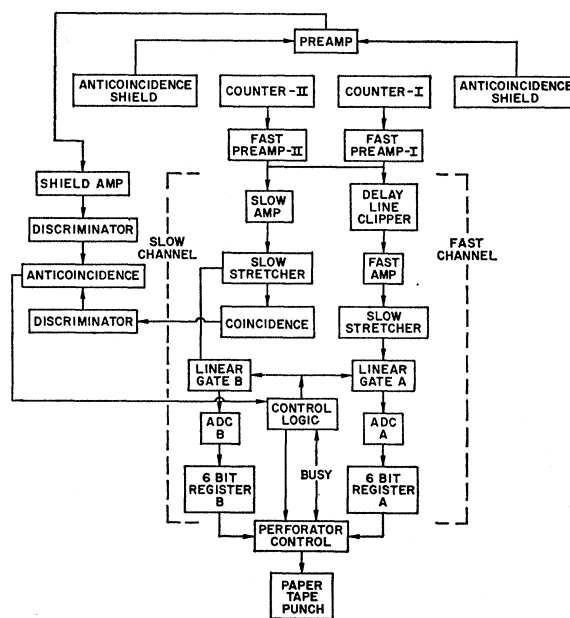 PREAMP
ANTICOINCIDENCE
SHIELD
COUNTER-II
COUNTER-I
ANTICOINCIDENCE
SHIELD
FAST
PREAMP-II
FAST
PREAMP-I
SHIELD AMP
SLOW
AMP
DELAY
LINE
CLIPPER
DISCRIMINATOR
SLOW
CHANNEL
FAST
CHANNEL
ANTICOINCIDENCE
SLOW
STRETCHER
FAST
AMP
DISCRIMINATOR
COINCIDENCE
SLOW
STRETCHER
LINEAR
GATE B
LINEAR
GATE A
CONTROL
LOGIC
ADC
B
ADC
A
BUSY
6 BIT
REGISTER
B
6 BIT
REGISTER
A
PERFORATOR
CONTROL
PAPER
TAPE
PUNCH